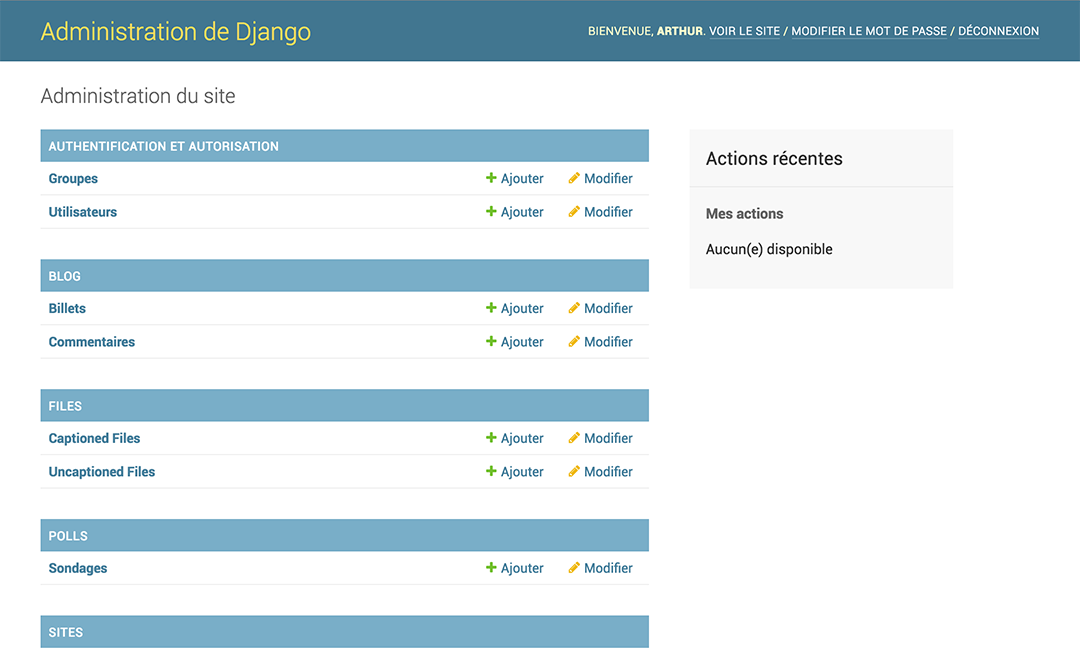 Administration de Django
BIENVENUE, ARTHUR. VOIR LE SITE / MODIFIER LE MOT DE PASSE / DÉCONNEXION
Administration du site
AUTHENTIFICATION ET AUTORISATION
Groupes Ajouter Modifier
Utilisateurs Ajouter Modifier
BLOG
Billets Ajouter Modifier
Commentaires Ajouter Modifier
FILES
Captioned Files Ajouter Modifier
Uncaptioned Files Ajouter Modifier
POLLS
Sondages Ajouter Modifier
SITES
Actions récentes
Mes actions
Aucun(e) disponible